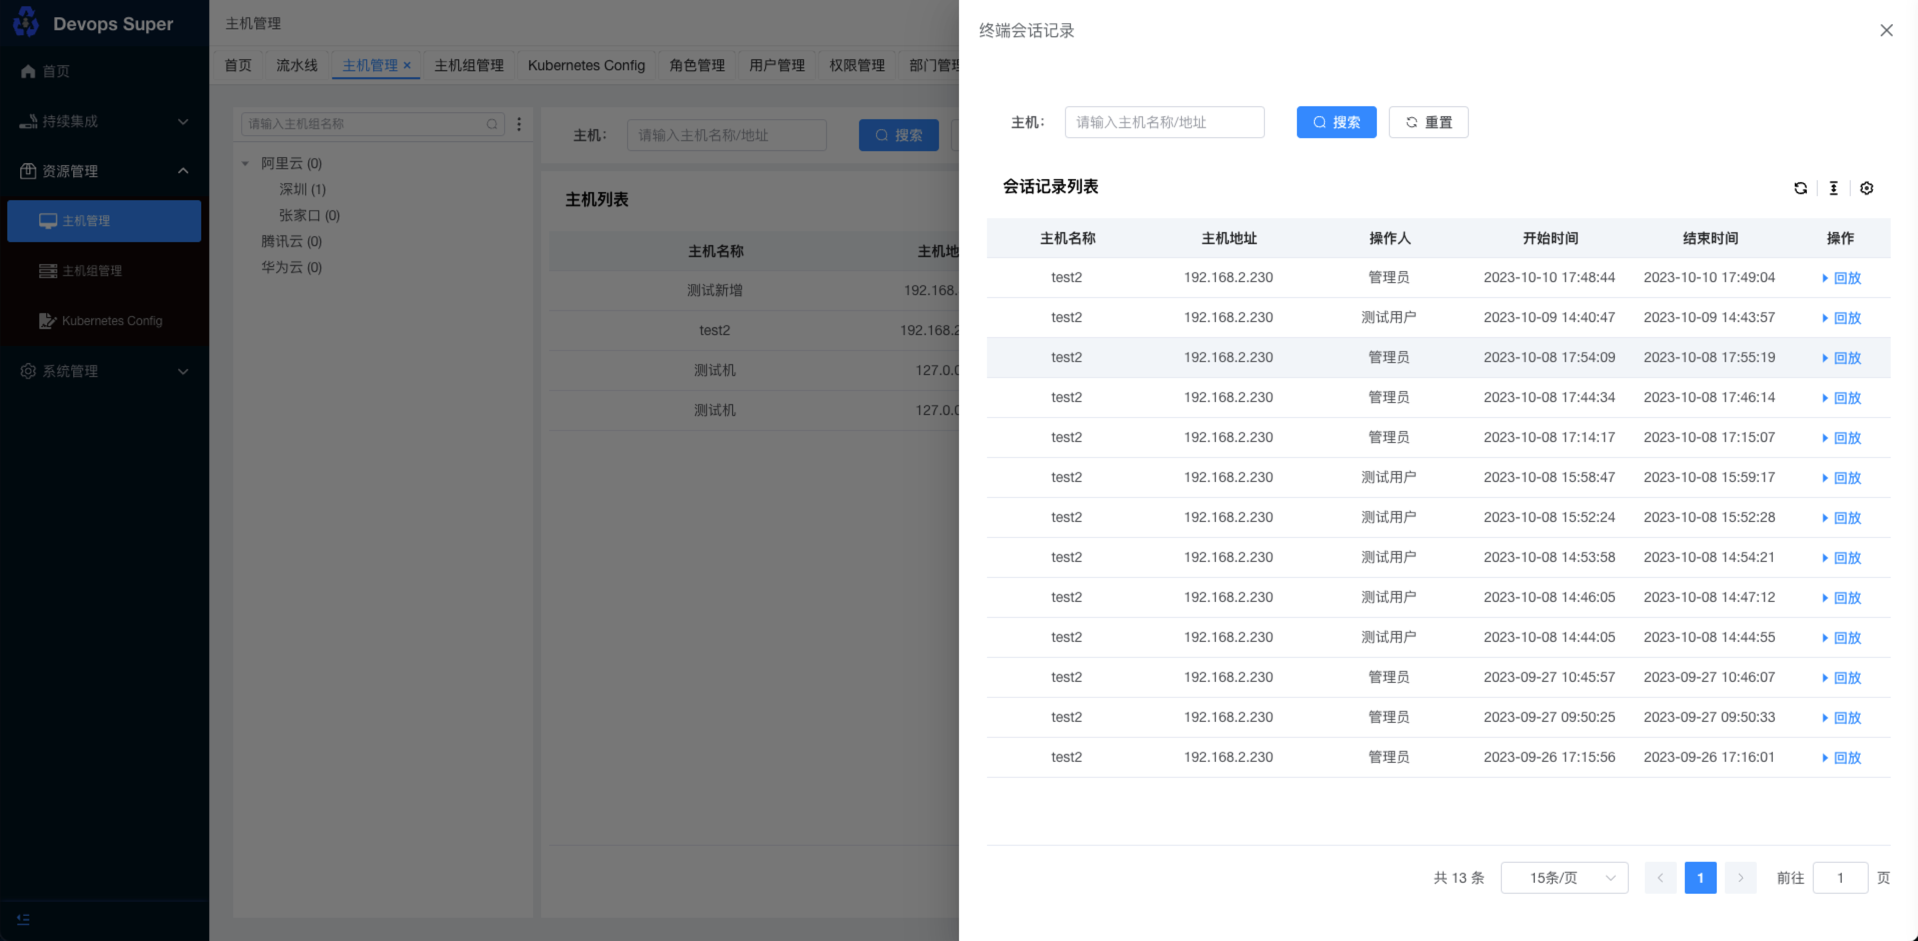 Devops Super
首页
持续集成
资源管理
主机管理
主机组管理
Kubernetes Config
系统管理
主机管理
首页 流水线 主机管理 × 主机组管理 Kubernetes Config 角色管理 用户管理 权限管理 部门管理
请输入主机组名称
阿里云 (0)
深圳 (1)
张家口 (0)
腾讯云 (0)
华为云 (0)
主机： 请输入主机名称/地址 搜索
主机列表
主机名称 主机地
测试新增 192.168.
test2 192.168.2
测试机 127.0.0
测试机 127.0.0
终端会话记录
主机： 请输入主机名称/地址 搜索 重置
会话记录列表
主机名称 主机地址 操作人 开始时间 结束时间 操作
test2 192.168.2.230 管理员 2023-10-10 17:48:44 2023-10-10 17:49:04 回放
test2 192.168.2.230 测试用户 2023-10-09 14:40:47 2023-10-09 14:43:57 回放
test2 192.168.2.230 管理员 2023-10-08 17:54:09 2023-10-08 17:55:19 回放
test2 192.168.2.230 管理员 2023-10-08 17:44:34 2023-10-08 17:46:14 回放
test2 192.168.2.230 管理员 2023-10-08 17:14:17 2023-10-08 17:15:07 回放
test2 192.168.2.230 测试用户 2023-10-08 15:58:47 2023-10-08 15:59:17 回放
test2 192.168.2.230 测试用户 2023-10-08 15:52:24 2023-10-08 15:52:28 回放
test2 192.168.2.230 测试用户 2023-10-08 14:53:58 2023-10-08 14:54:21 回放
test2 192.168.2.230 测试用户 2023-10-08 14:46:05 2023-10-08 14:47:12 回放
test2 192.168.2.230 测试用户 2023-10-08 14:44:05 2023-10-08 14:44:55 回放
test2 192.168.2.230 管理员 2023-09-27 10:45:57 2023-09-27 10:46:07 回放
test2 192.168.2.230 管理员 2023-09-27 09:50:25 2023-09-27 09:50:33 回放
test2 192.168.2.230 管理员 2023-09-26 17:15:56 2023-09-26 17:16:01 回放
共 13 条 15条/页 1 前往 1 页